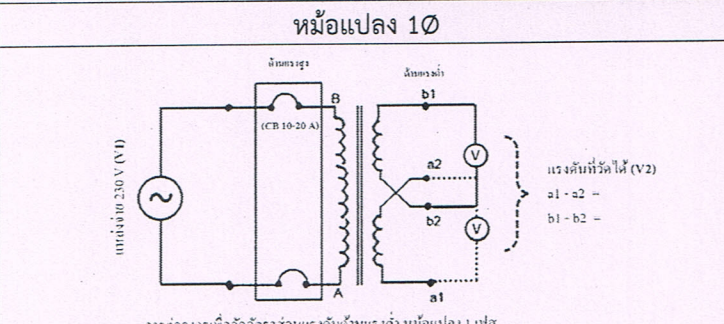 หม้อแปลง 1Ø
ด้านแรงสูง
ด้านแรงต่ำ
B
b1
(CB 10-20 A)
แหล่งจ่าย 230 V (V1)
V
a2
แรงดันที่วัดได้ (V2)
a1 - a2 =
b2
b1 - b2 =
V
A
a1